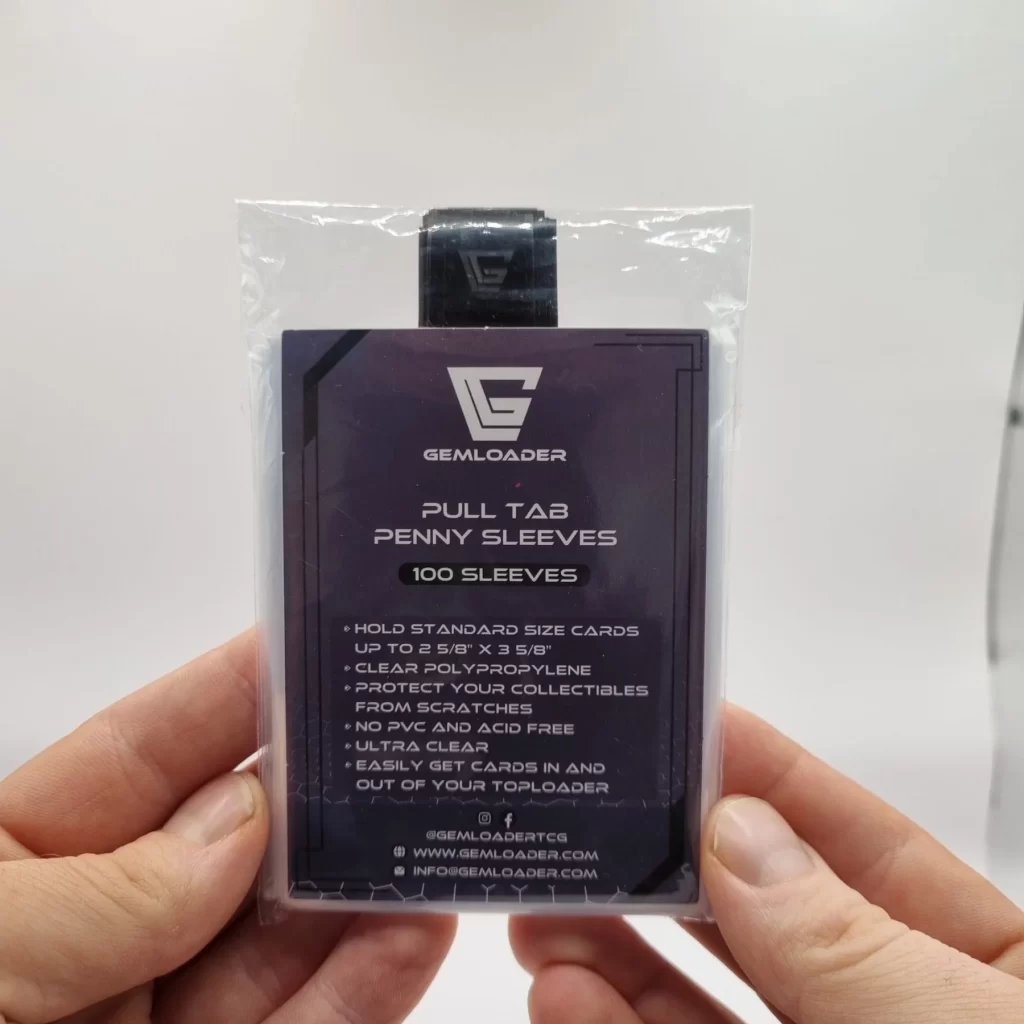 GEMLOADER
PULL TAB
PENNY SLEEVES
100 SLEEVES
HOLD STANDARD SIZE CARDS
UP TO 2 5/8" X 3 5/8"
CLEAR POLYPROPYLENE
PROTECT YOUR COLLECTIBLES
FROM SCRATCHES
NO PVC AND ACID FREE
ULTRA CLEAR
EASILY GET CARDS IN AND
OUT OF YOUR TOPLOADER
@GEMLOADERTCG
WWW.GEMLOADER.COM
INFO@GEMLOADER.COM